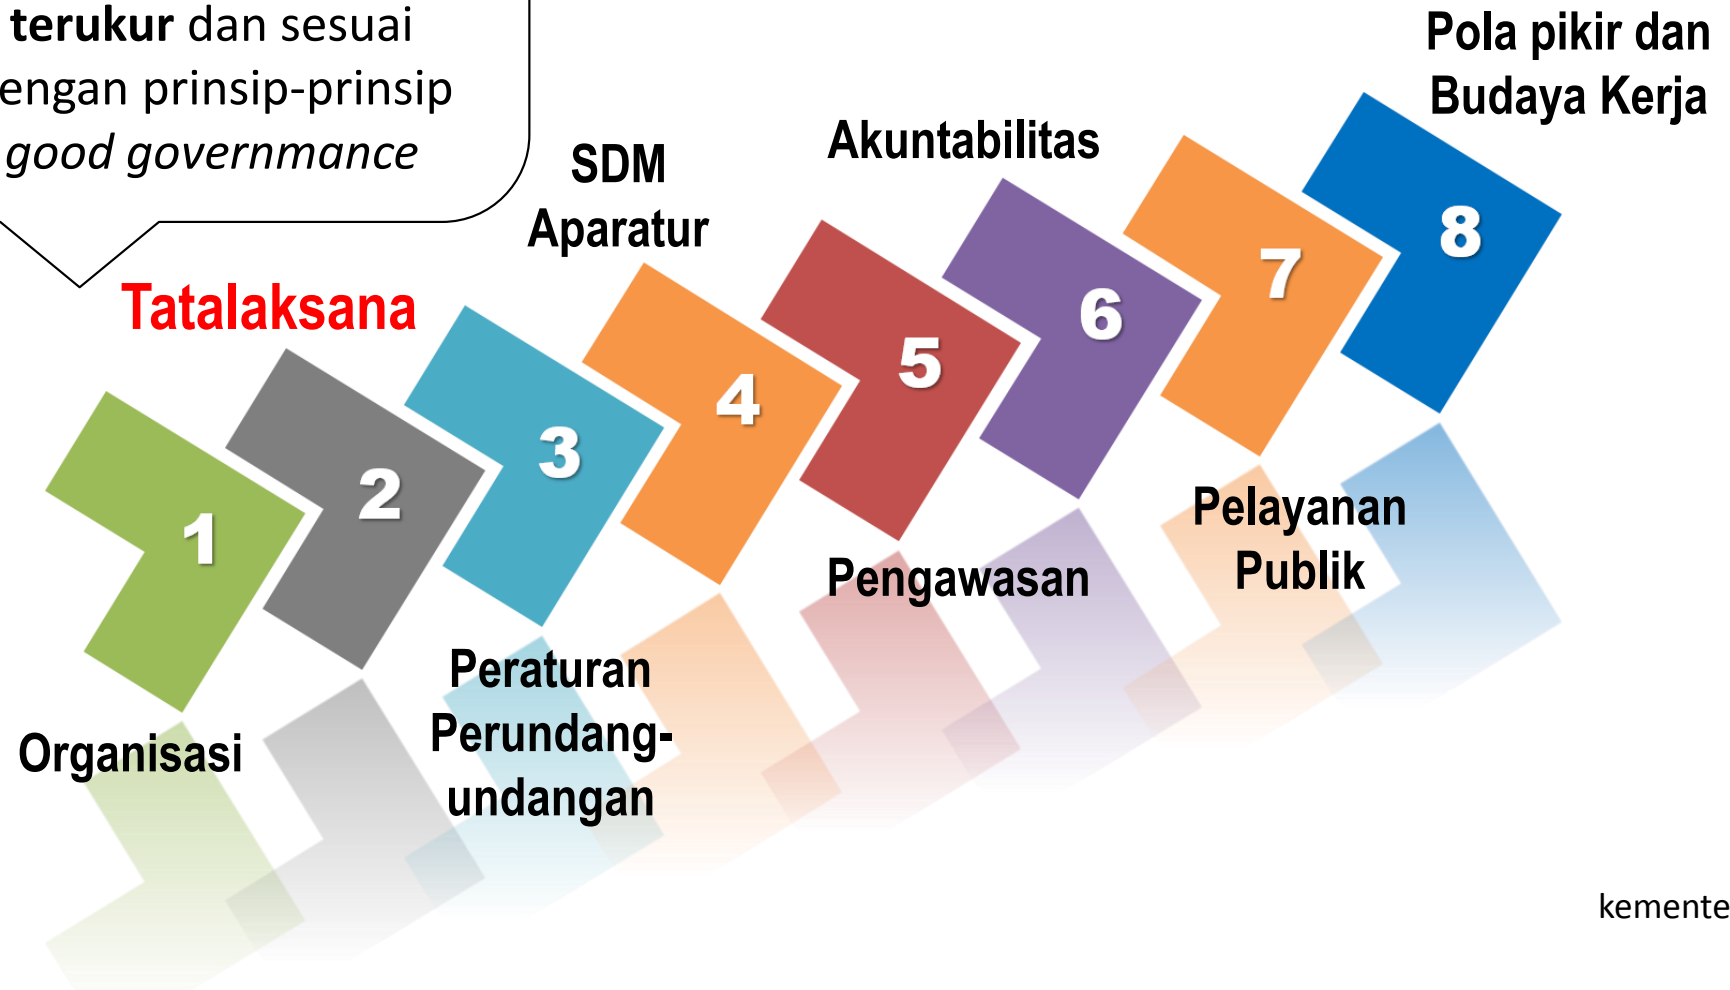 terukur dan sesuai
engan prinsip-prinsip
good governmance
Tatalaksana
SDM
Aparatur
Akuntabilitas
Pola pikir dan
Budaya Kerja
1
2
3
4
5
6
7
8
Organisasi
Peraturan
Perundang-
undangan
Pengawasan
Pelayanan
Publik
kemente